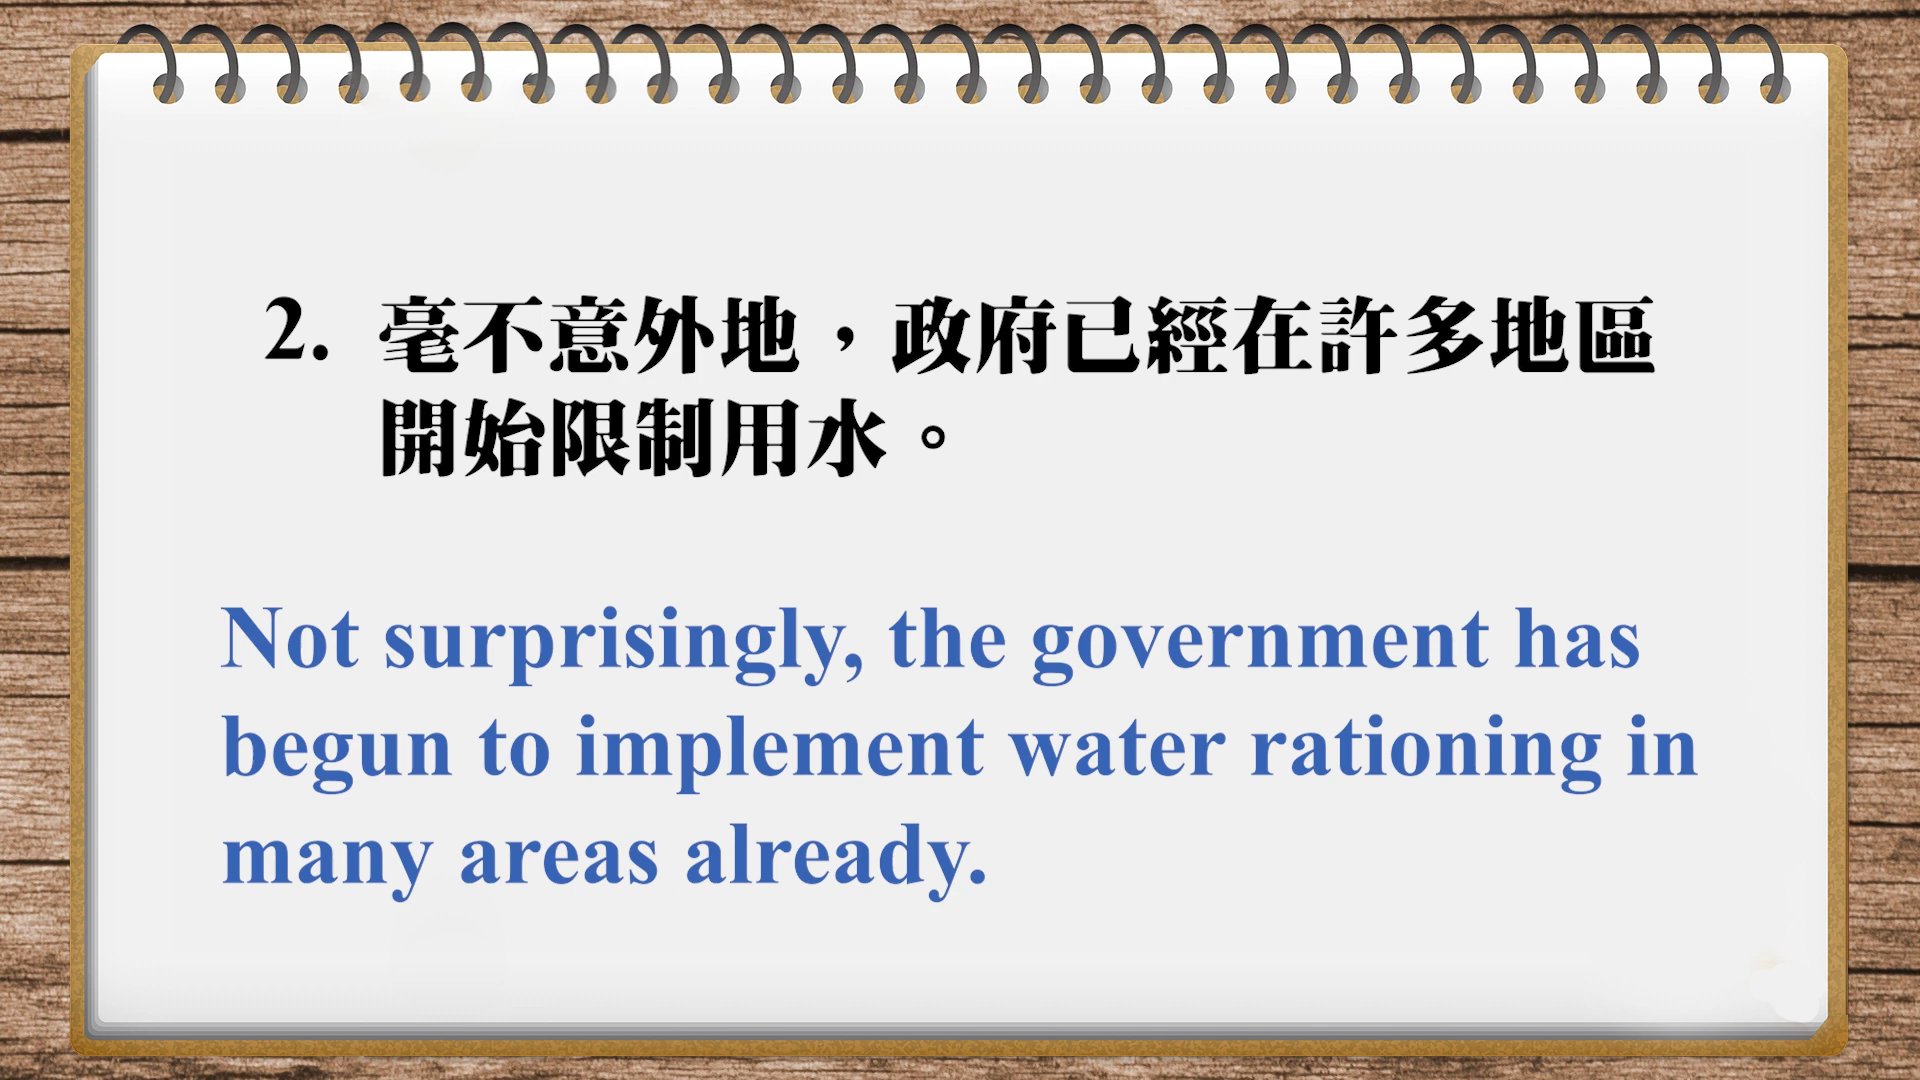 2. 毫不意外地，政府已經在許多地區
開始限制用水。
Not surprisingly, the government has
begun to implement water rationing in
many areas already.